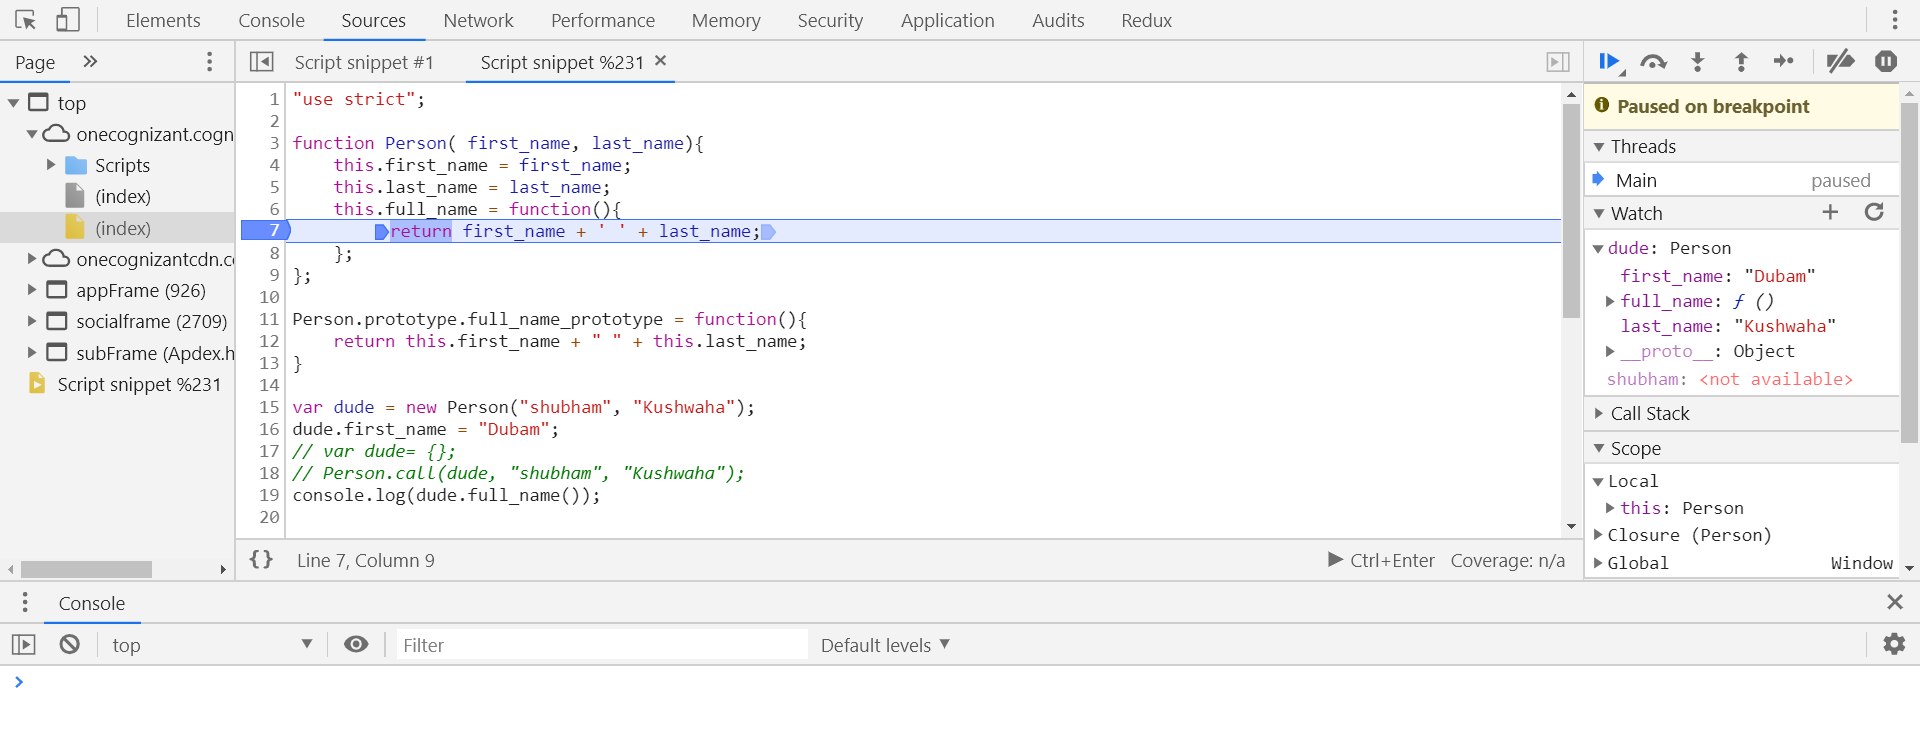 Elements Console Sources Network Performance Memory Security Application Audits Redux
Page
top
onecognizant.cogn
Scripts
(index)
(index)
onecognizantcdn.c
appFrame (926)
socialframe (2709)
subFrame (Apdex.h
Script snippet %231
Script snippet #1 Script snippet %231 ×
1 "use strict";
2
3 function Person( first_name, last_name){
4 this.first_name = first_name;
5 this.last_name = last_name;
6 this.full_name = function(){
7 return first_name + ' ' + last_name;
8 };
9 };
10
11 Person.prototype.full_name_prototype = function(){
12 return this.first_name + " " + this.last_name;
13 }
14
15 var dude = new Person("shubham", "Kushwaha");
16 dude.first_name = "Dubam";
17 // var dude= {};
18 // Person.call(dude, "shubham", "Kushwaha");
19 console.log(dude.full_name());
20
{} Line 7, Column 9 Ctrl+Enter Coverage: n/a
Paused on breakpoint
Threads
Main paused
Watch
dude: Person
first_name: "Dubam"
full_name: ƒ ()
last_name: "Kushwaha"
__proto__: Object
shubham: <not available>
Call Stack
Scope
Local
this: Person
Closure (Person)
Global Window
Console
top Filter Default levels